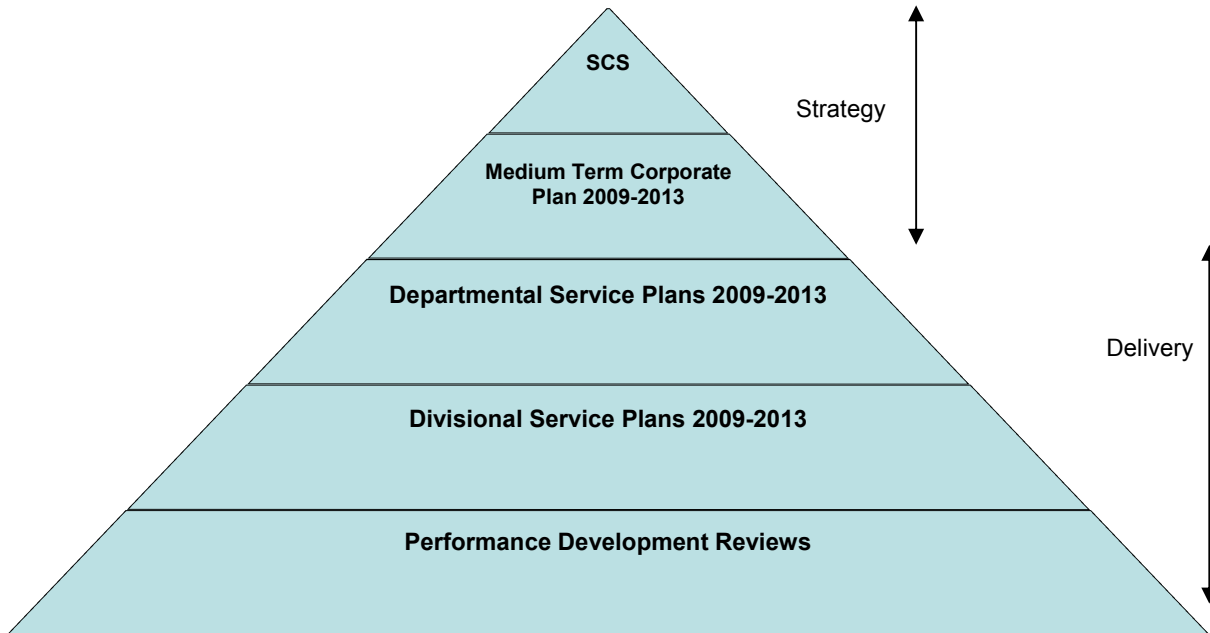 SCS
Strategy
Medium Term Corporate
Plan 2009-2013
Departmental Service Plans 2009-2013
Delivery
Divisional Service Plans 2009-2013
Performance Development Reviews